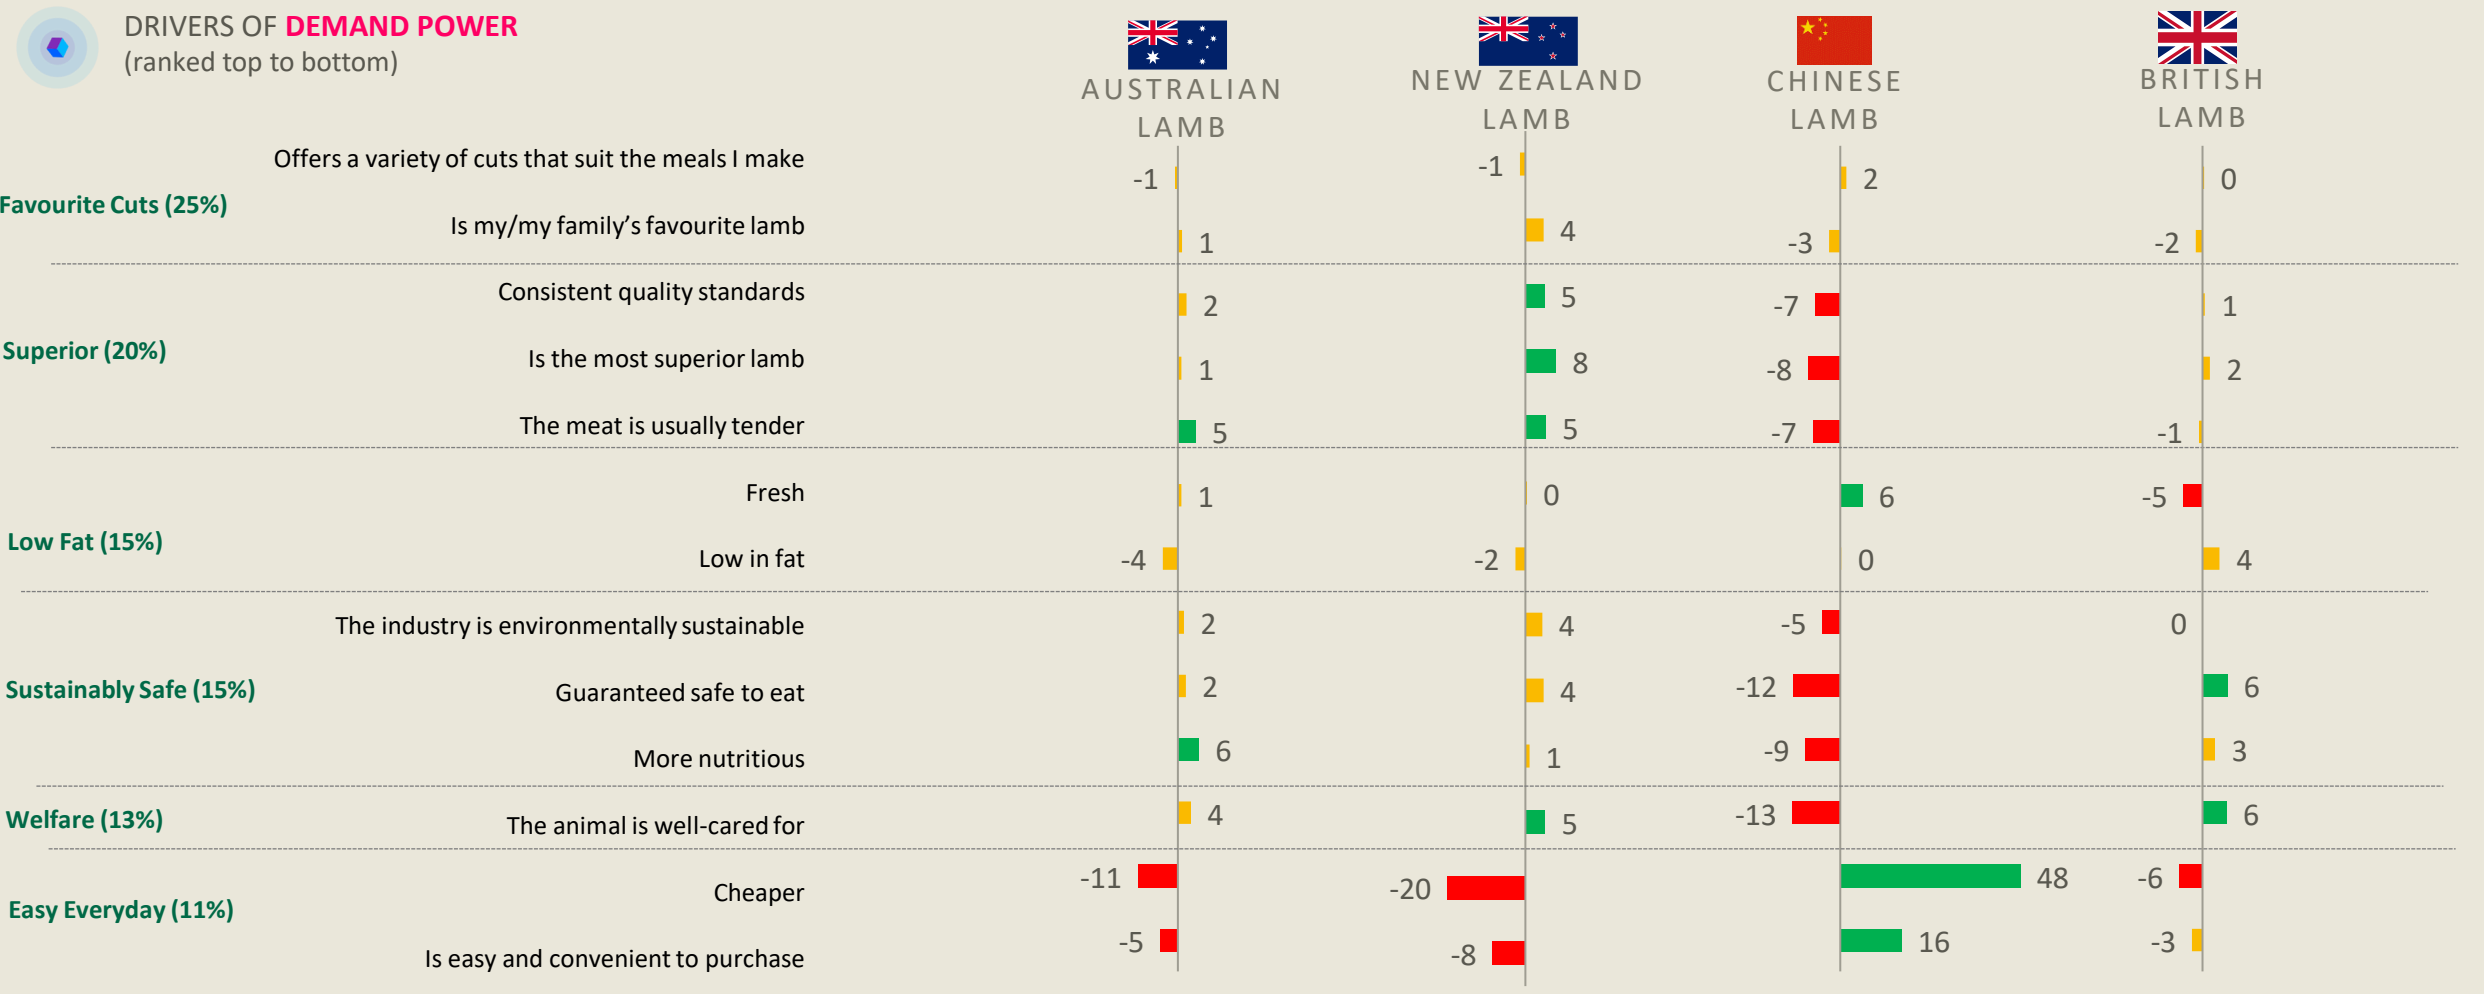 DRIVERS OF DEMAND POWER
(ranked top to bottom)
AUSTRALIAN
LAMB
NEW ZEALAND
LAMB
CHINESE
LAMB
BRITISH
LAMB
Favourite Cuts (25%)
Offers a variety of cuts that suit the meals I make
-1
-1
2
0
Is my/my family's favourite lamb
1
4
-3
-2
Superior (20%)
Consistent quality standards
2
5
-7
1
Is the most superior lamb
1
8
-8
2
The meat is usually tender
5
5
-7
-1
Low Fat (15%)
Fresh
1
0
6
-5
Low in fat
-4
-2
0
4
Sustainably Safe (15%)
The industry is environmentally sustainable
2
4
-5
0
Guaranteed safe to eat
2
4
-12
6
More nutritious
6
1
-9
3
Welfare (13%)
The animal is well-cared for
4
5
-13
6
Easy Everyday (11%)
Cheaper
-11
-20
48
-6
Is easy and convenient to purchase
-5
-8
16
-3